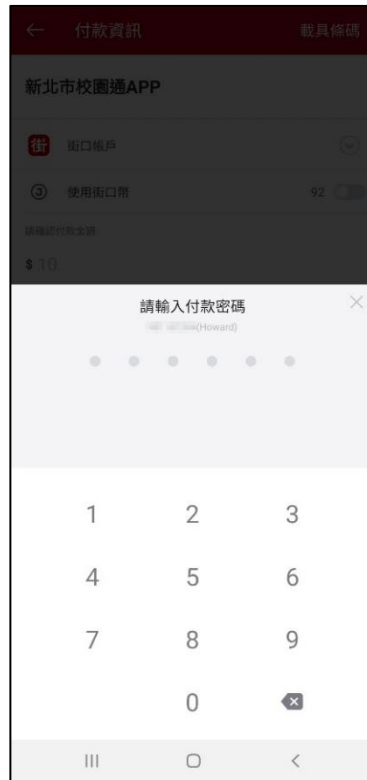 付款資訊 載具條碼
新北市校園通APP
街 街口帳戶
J 使用街口幣 92
請確認付款金額
$ 10
請輸入付款密碼
(Howard)
1 2 3
4 5 6
7 8 9
0